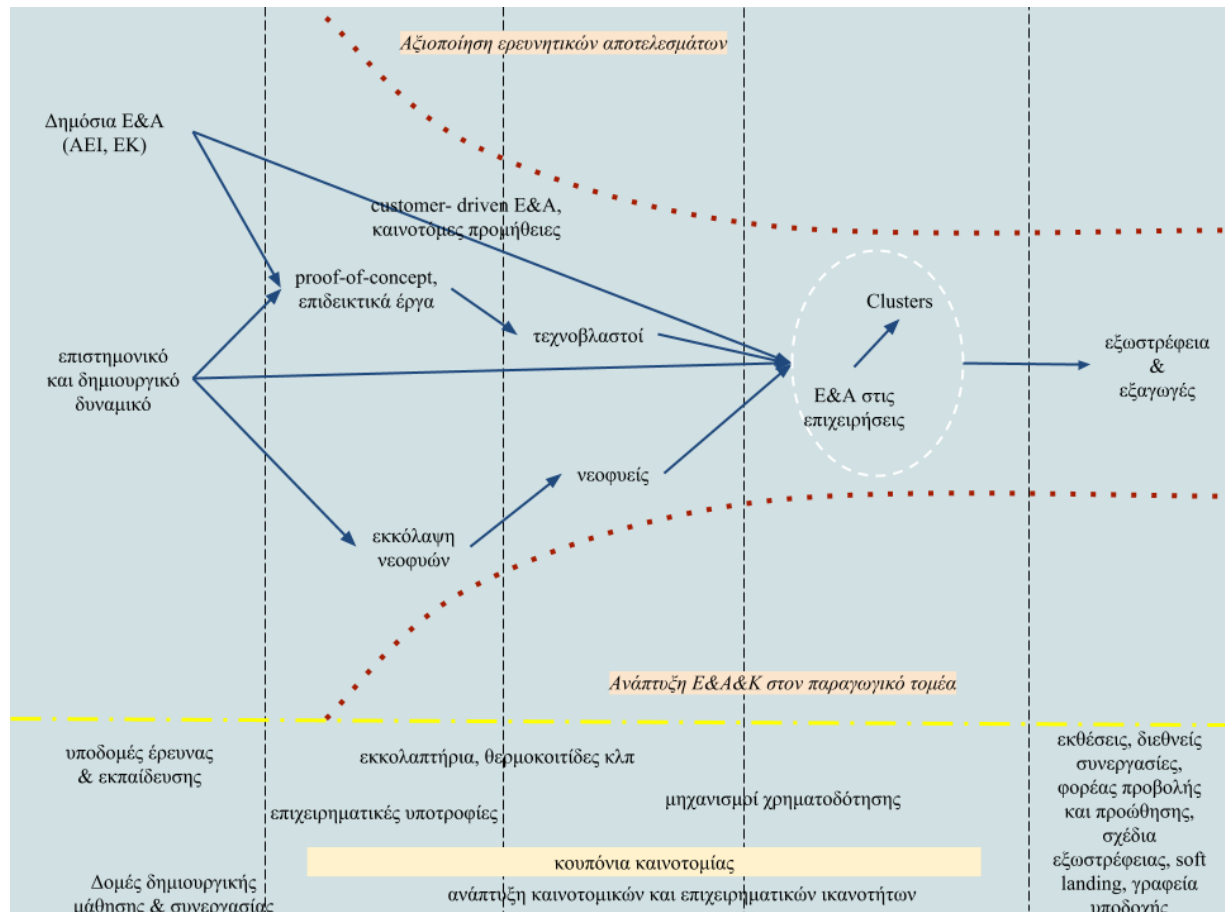 Αξιοποίηση ερευνητικών αποτελεσμάτων
Δημόσια Ε&Α
(ΑΕΙ, ΕΚ)
customer- driven Ε&Α,
καινοτόμες προμήθειες
proof-of-concept,
επιδεικτικά έργα
Clusters
τεχνοβλαστοί
επιστημονικό
και δημιουργικό
δυναμικό
εξωστρέφεια
&
εξαγωγές
Ε&Α στις
επιχειρήσεις
νεοφυείς
εκκόλαψη
νεοφυών
Ανάπτυξη Ε&Α&Κ στον παραγωγικό τομέα
υποδομές έρευνας
& εκπαίδευσης
εκκολαπτήρια, θερμοκοιτίδες κλπ
επιχειρηματικές υποτροφίες
μηχανισμοί χρηματοδότησης
κουπόνια καινοτομίας
ανάπτυξη καινοτομικών και επιχειρηματικών ικανοτήτων
Δομές δημιουργικής
μάθησης & συνεργασίας
εκθέσεις, διεθνείς
συνεργασίες,
φορέας προβολής
και προώθησης,
σχέδια
εξωστρέφειας, soft
landing, γραφεία
υποδοχής